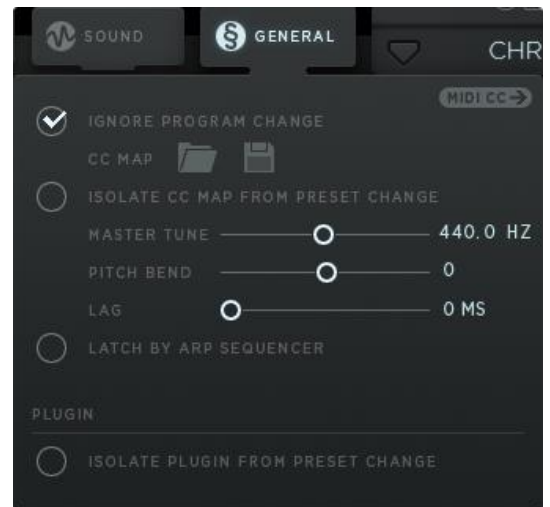 SOUND
GENERAL
CHR
MIDI CC
IGNORE PROGRAM CHANGE
CC MAP
ISOLATE CC MAP FROM PRESET CHANGE
MASTER TUNE 440.0 HZ
PITCH BEND 0
LAG 0 MS
LATCH BY ARP SEQUENCER
PLUGIN
ISOLATE PLUGIN FROM PRESET CHANGE